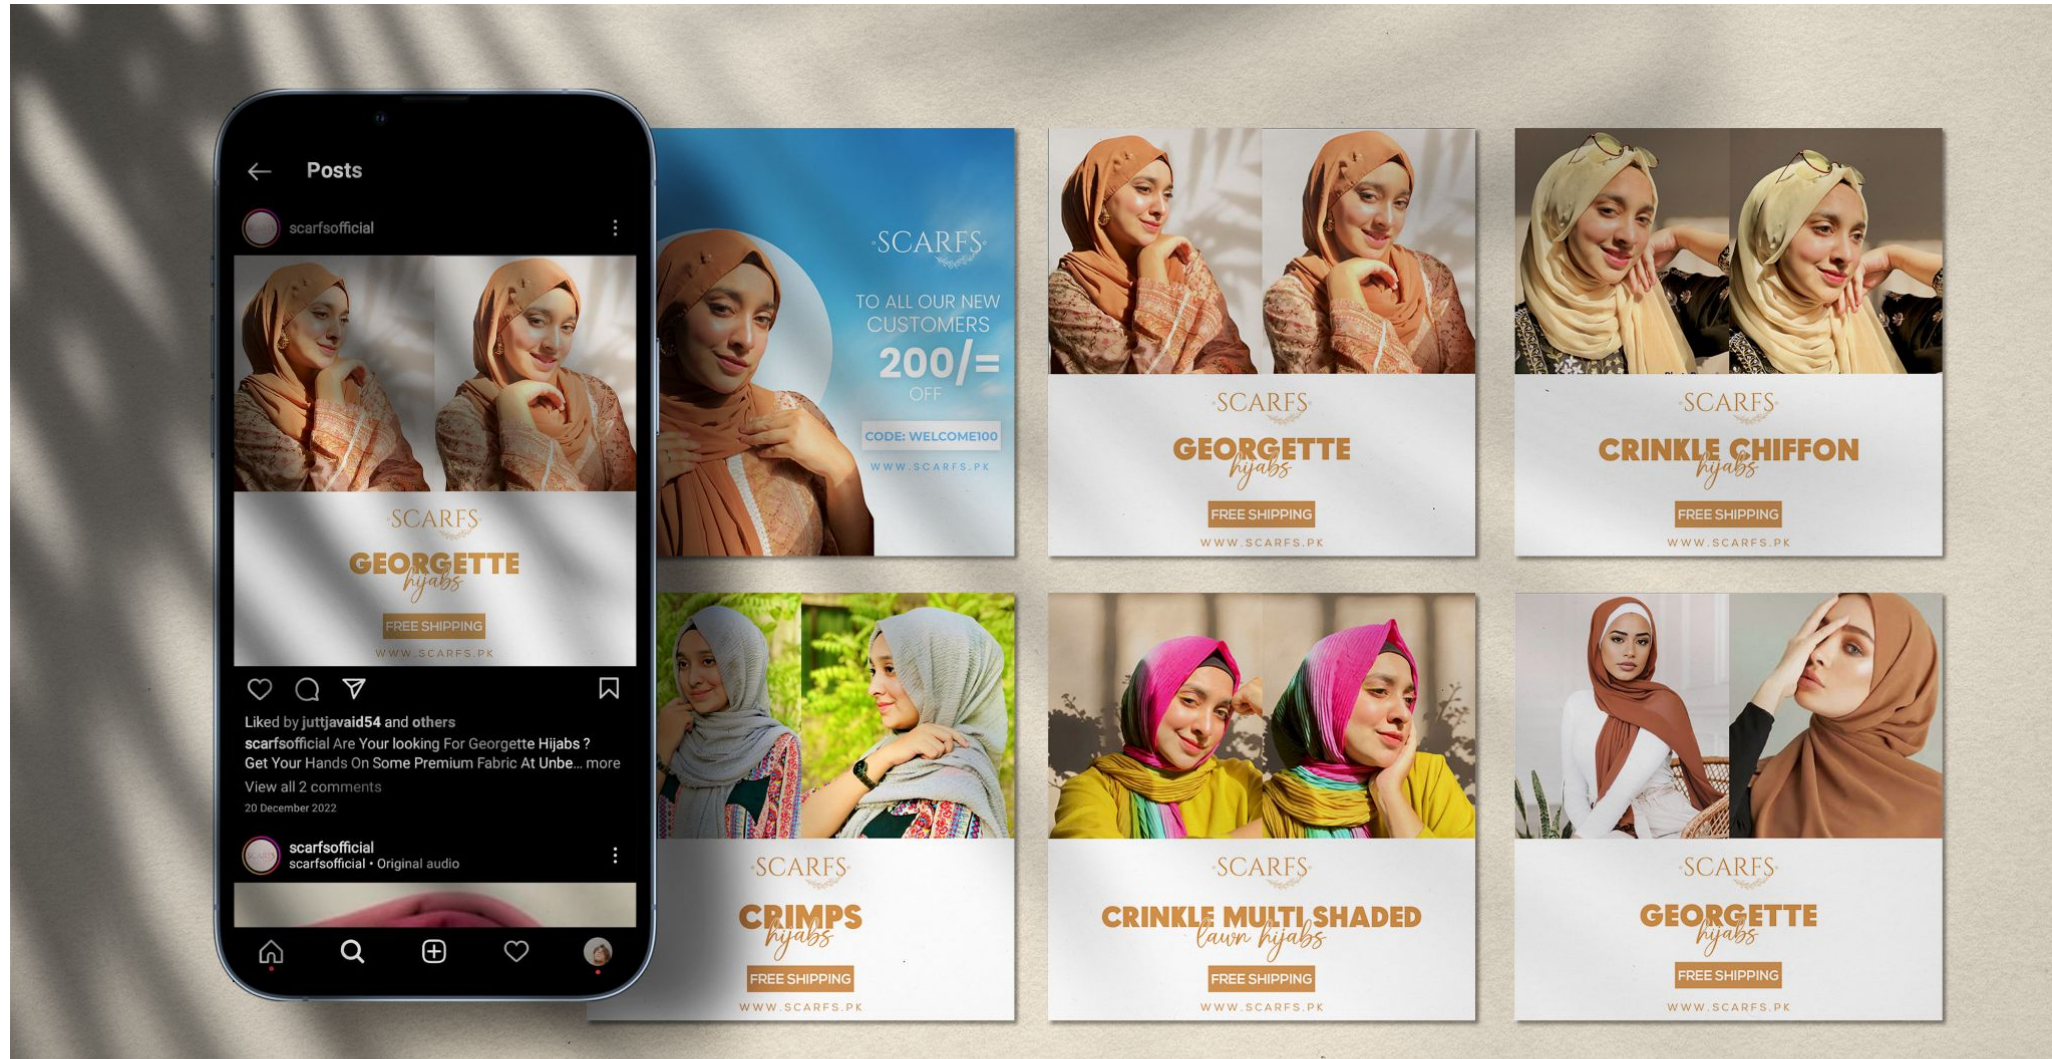 Posts
scarfsofficial
SCARFS
GEORGETTE
hijabs
FREE SHIPPING
WWW.SCARFS.PK
Liked by juttjavaid54 and others
scarfsofficial Are Your looking For Georgette Hijabs ?
Get Your Hands On Some Premium Fabric At Unbe... more
View all 2 comments
20 December 2022
scarfsofficial
scarfsofficial • Original audio
SCARFS
TO ALL OUR NEW
CUSTOMERS
200/=
OFF
CODE: WELCOME100
WWW.SCARFS.PK
SCARFS
GEORGETTE
hijabs
FREE SHIPPING
WWW.SCARFS.PK
SCARFS
CRINKLE CHIFFON
hijabs
FREE SHIPPING
WWW.SCARFS.PK
SCARFS
CRIMPS
hijabs
FREE SHIPPING
WWW.SCARFS.PK
SCARFS
CRINKLE MULTI SHADED
lawn hijabs
FREE SHIPPING
WWW.SCARFS.PK
SCARFS
GEORGETTE
hijabs
FREE SHIPPING
WWW.SCARFS.PK